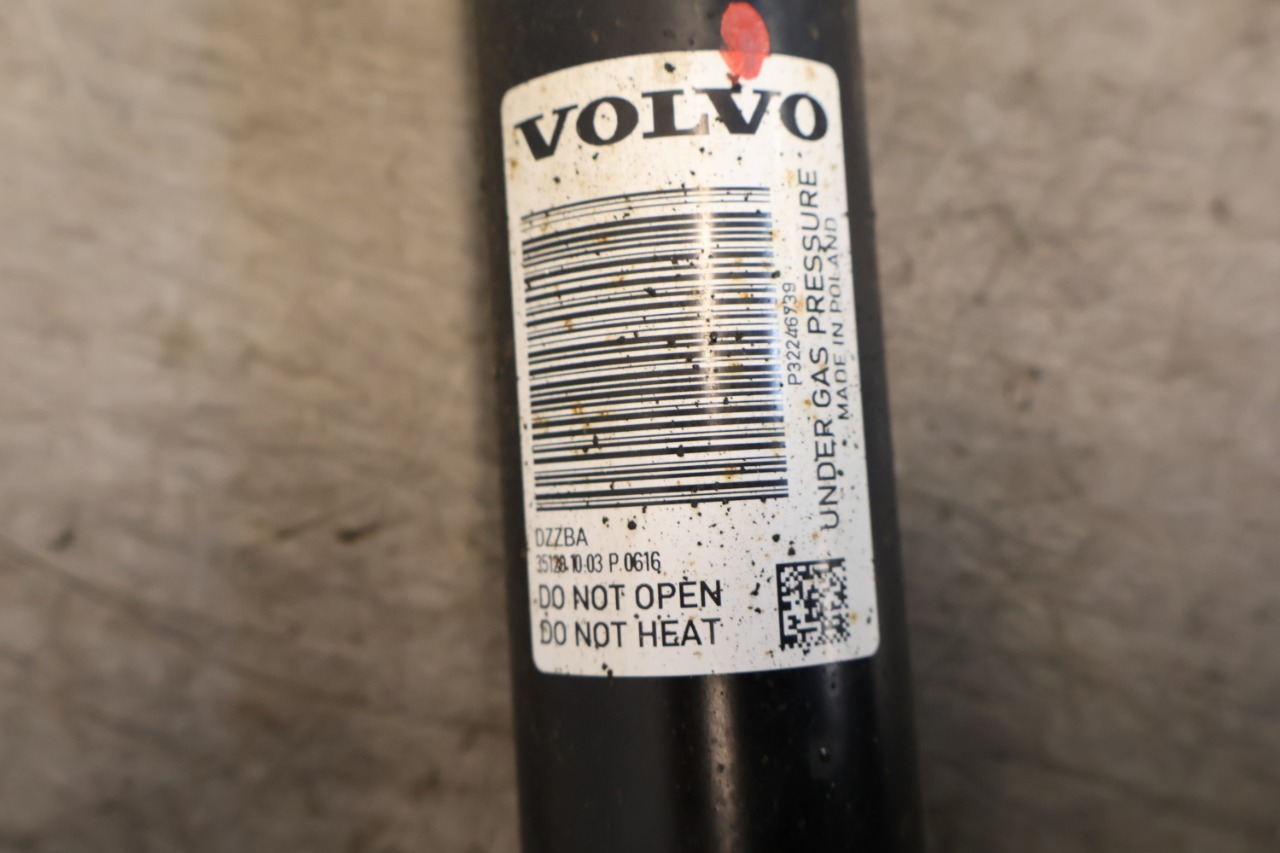 VOLVO
P32246739
UNDER GAS PRESSURE
MADE IN POLAND
DZZBA
35128-10-03 P 0616
DO NOT OPEN
DO NOT HEAT